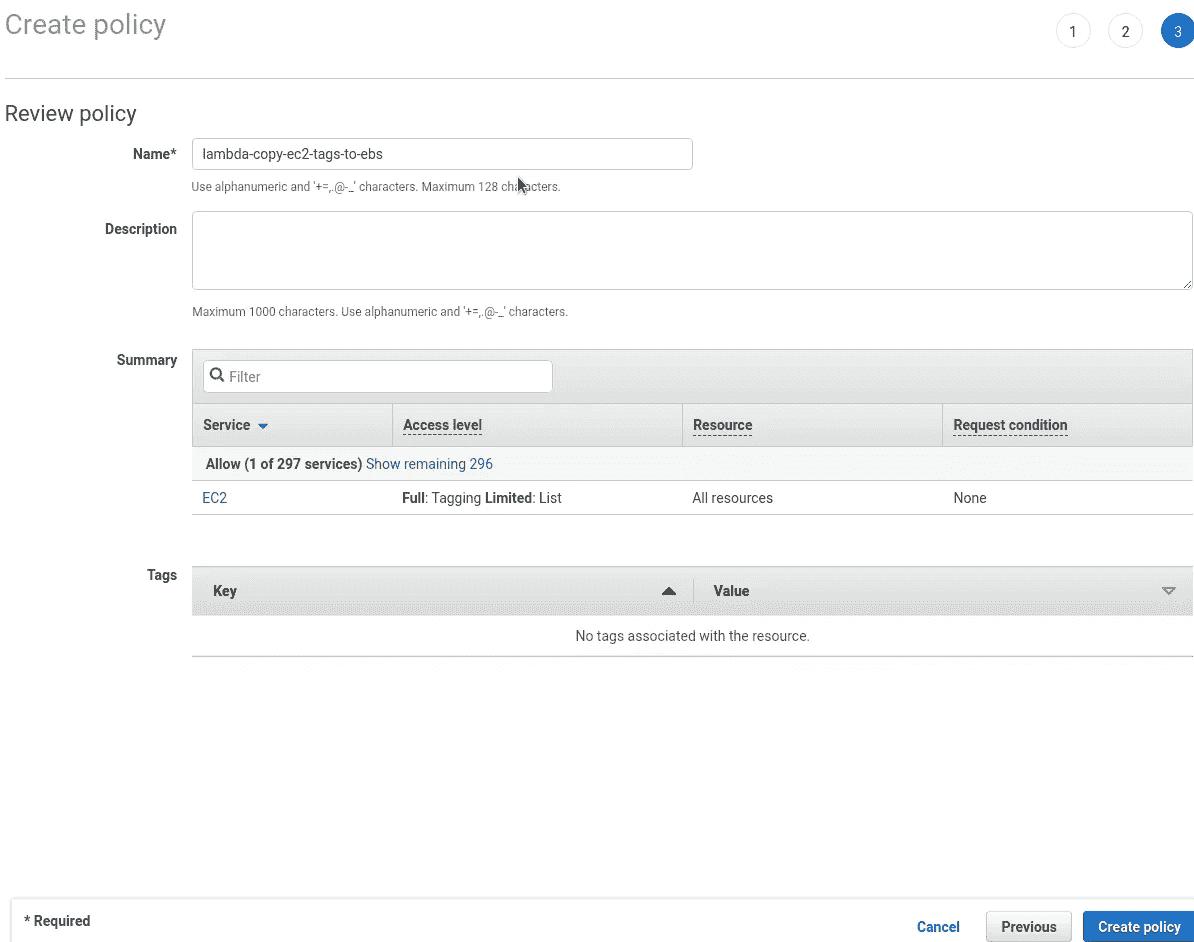 Create policy
1 2 3
Review policy
Name* lambda-copy-ec2-tags-to-ebs
Use alphanumeric and '+=,.@-_' characters. Maximum 128 characters.
Description
Maximum 1000 characters. Use alphanumeric and '+=,.@-_' characters.
Summary
Filter
Service Access level Resource Request condition
Allow (1 of 297 services) Show remaining 296
EC2 Full: Tagging Limited: List All resources None
Tags
Key Value
No tags associated with the resource.
* Required Cancel Previous Create policy